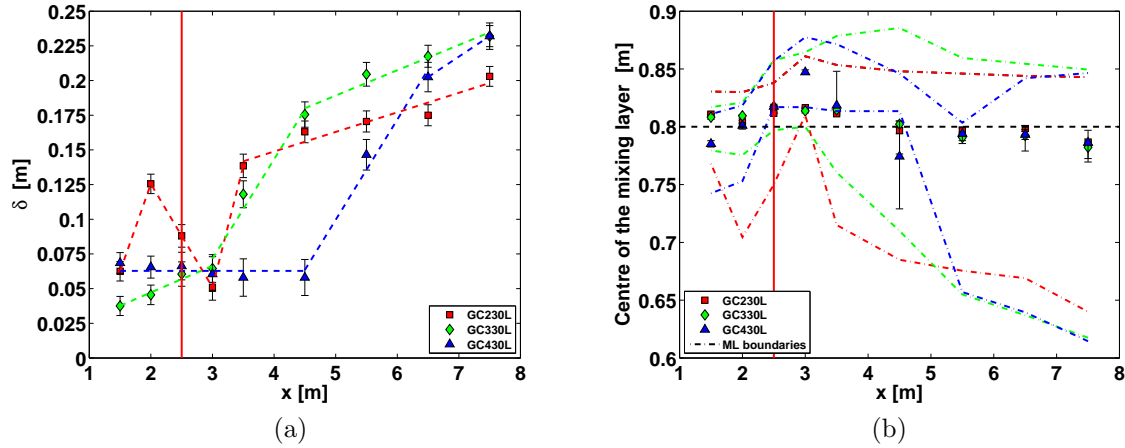 0.25
0.225
0.2
0.175
0.15
0.125
0.1
0.075
0.05
0.025
0
δ [m]
1 2 3 4 5 6 7 8
x [m]
GC230L
GC330L
GC430L
(a)
0.9
0.85
0.8
0.75
0.7
0.65
0.6
Centre of the mixing layer [m]
1 2 3 4 5 6 7 8
x [m]
GC230L
GC330L
GC430L
ML boundaries
(b)